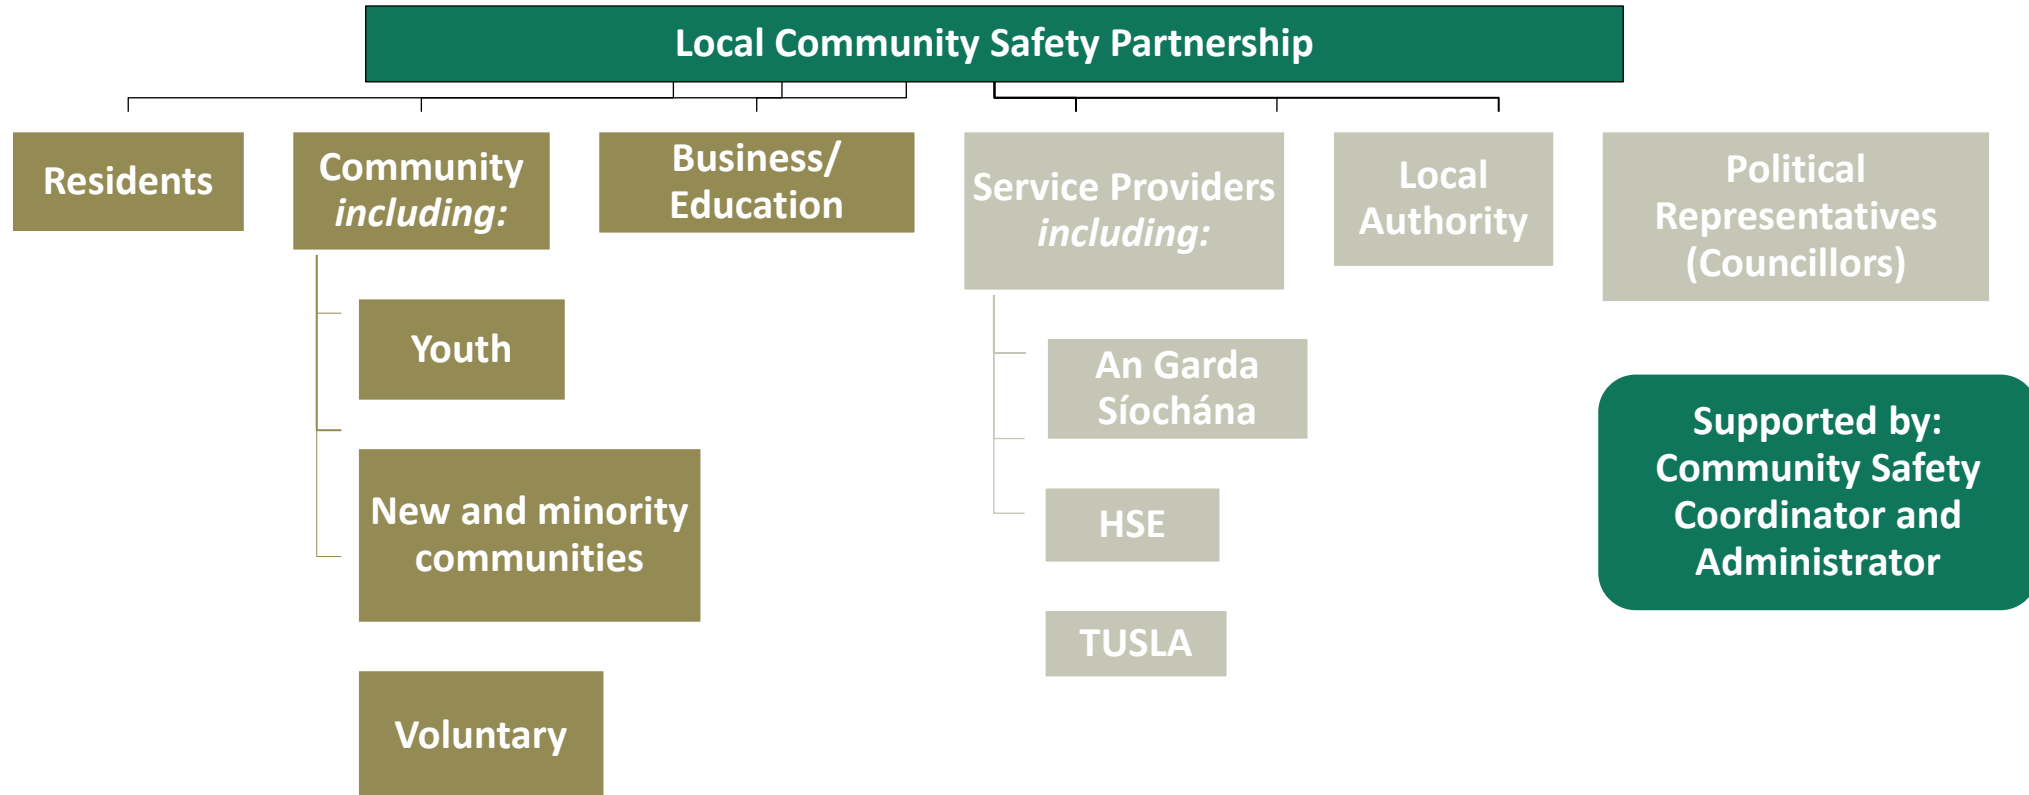 Local Community Safety Partnership
Residents
Community
including:
Business/
Education
Service Providers
including:
Local
Authority
Political
Representatives
(Councillors)
Youth
New and minority
communities
Voluntary
An Garda
Síochána
HSE
TUSLA
Supported by:
Community Safety
Coordinator and
Administrator